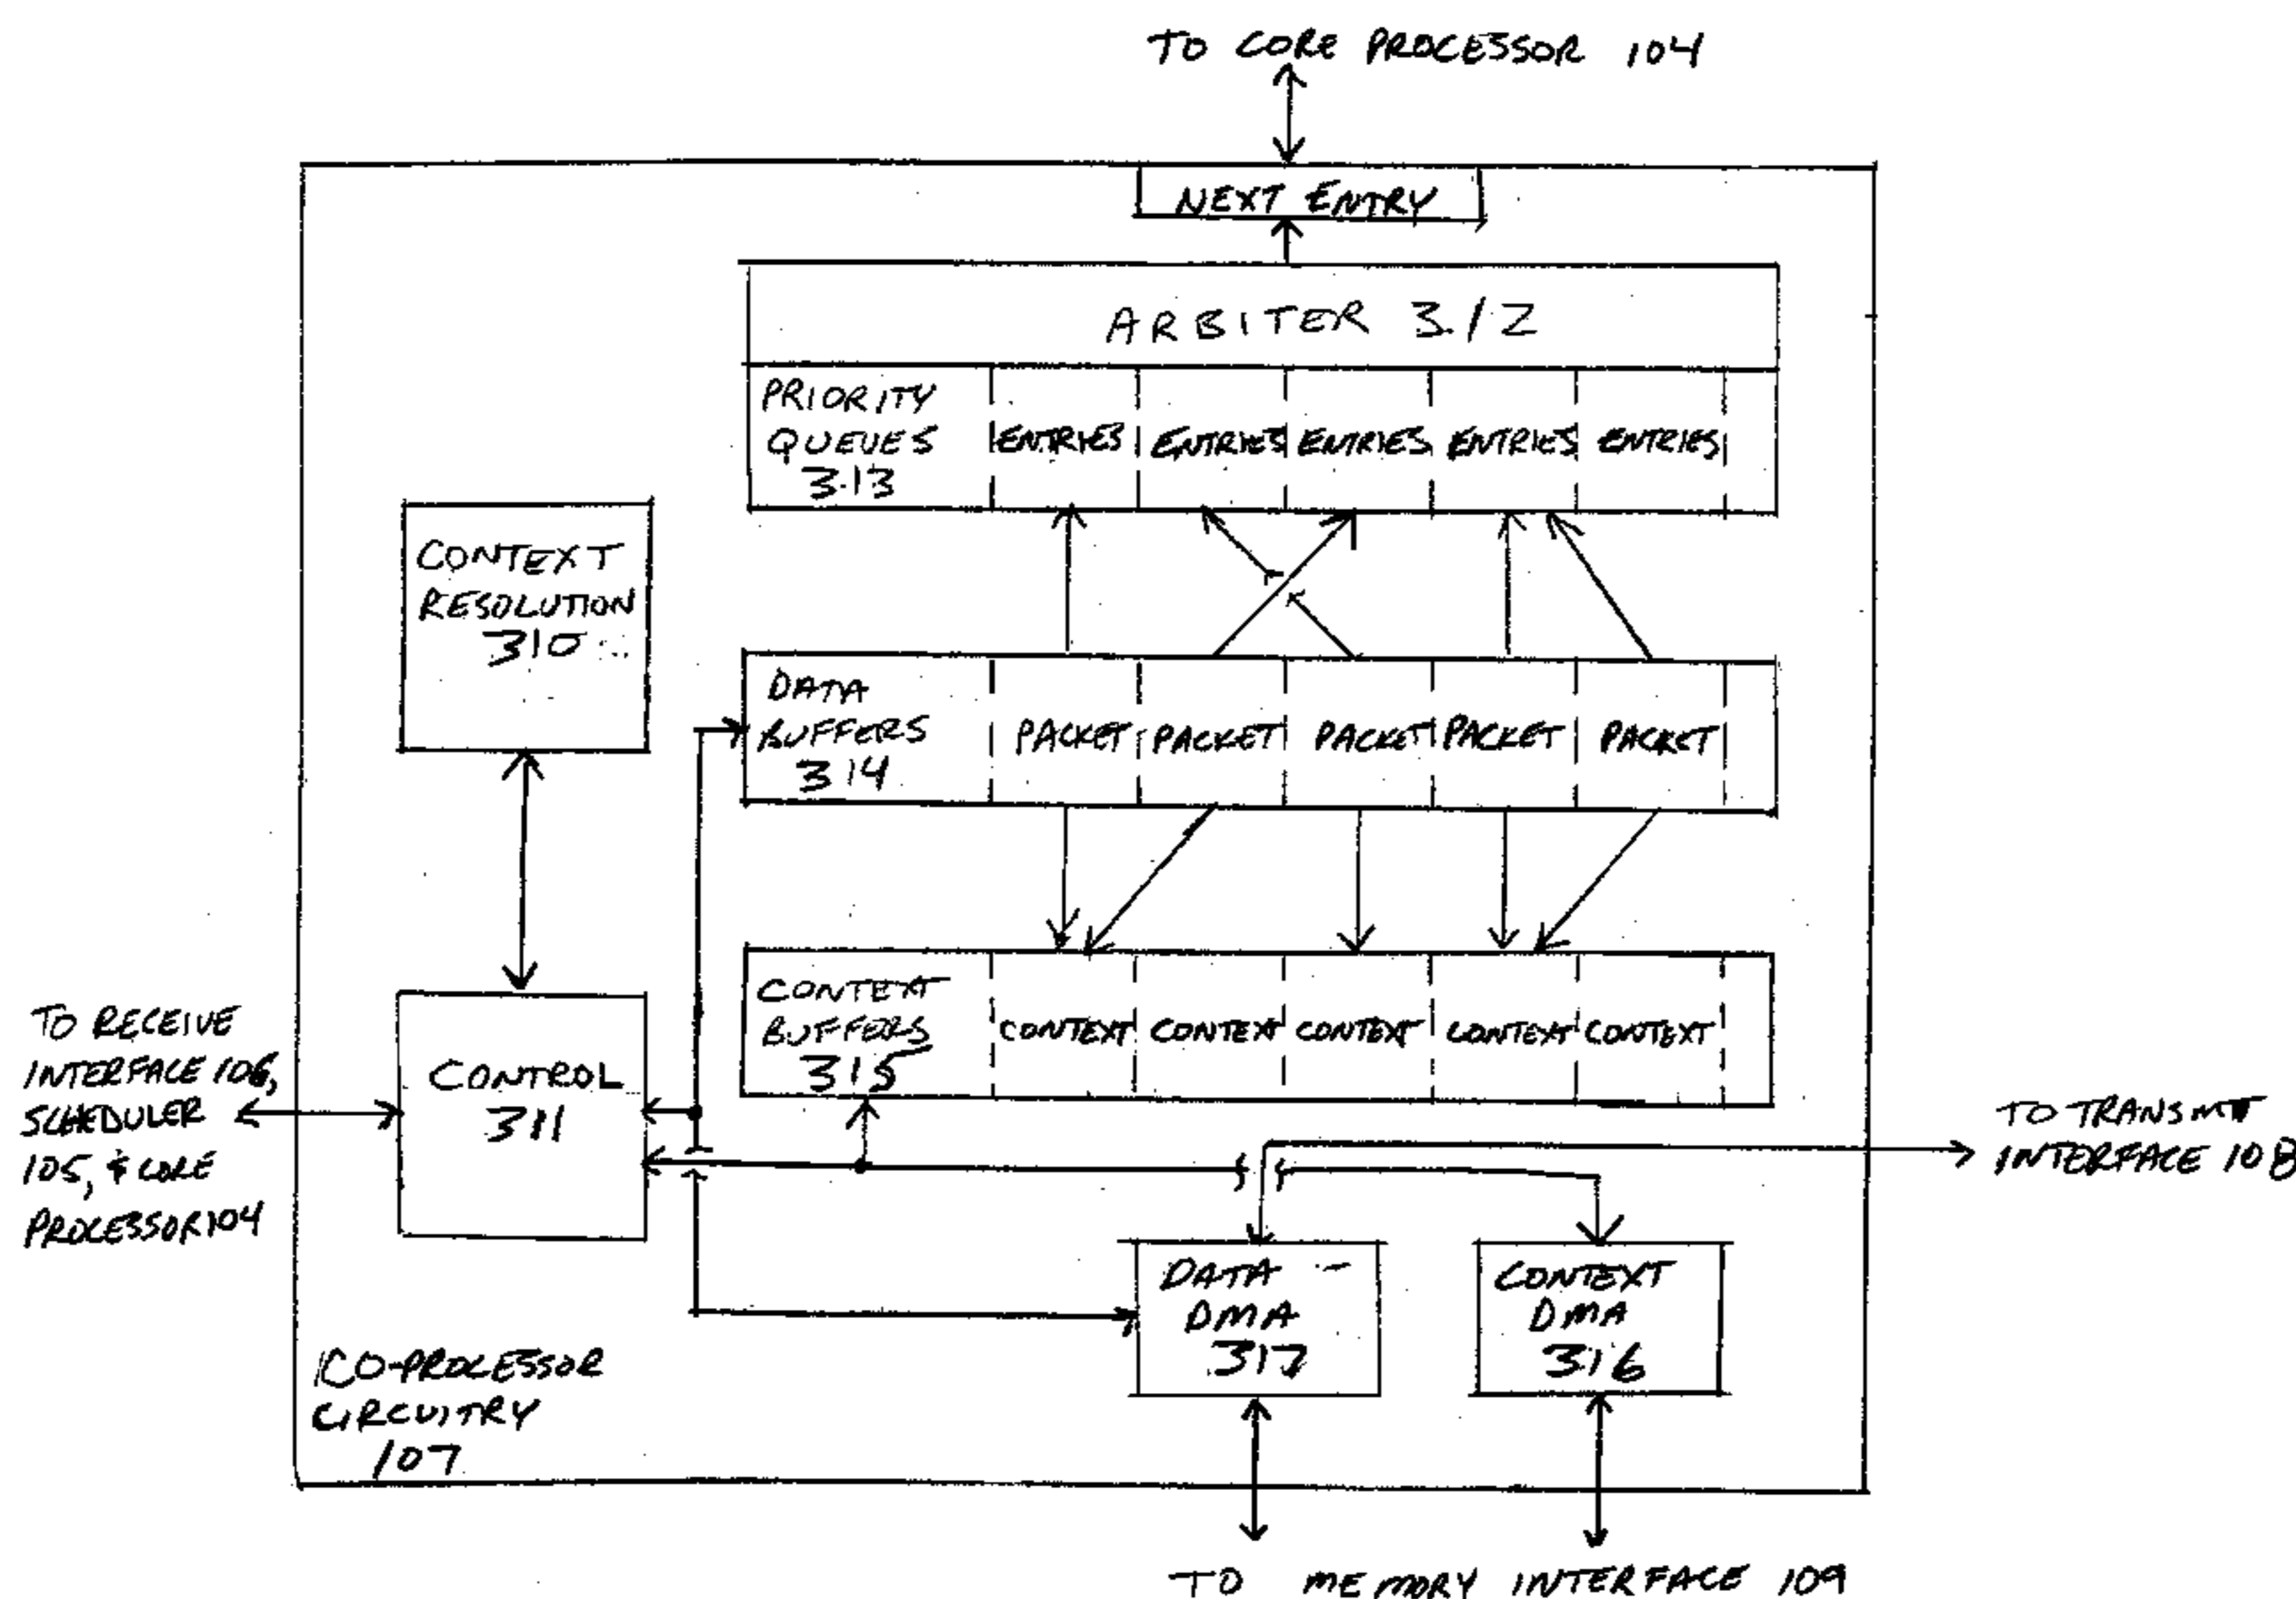 TO CORE PROCESSOR 104
NEXT ENTRY
ARBITER 312
PRIORITY
QUEUES
313
ENTRIES ENTRIES ENTRIES ENTRIES ENTRIES
CONTEXT
RESOLUTION
310
DATA
BUFFERS
314
PACKET PACKET PACKET PACKET PACKET
CONTEXT
BUFFERS
315
CONTEXT CONTEXT CONTEXT CONTEXT CONTEXT
TO RECEIVE
INTERFACE 106,
SCHEDULER
105, & CORE
PROCESSOR 104
CONTROL
311
TO TRANSMIT
INTERFACE 108
DATA
DMA
317
CONTEXT
DMA
316
CO-PROCESSOR
CIRCUITRY
107
TO MEMORY INTERFACE 109